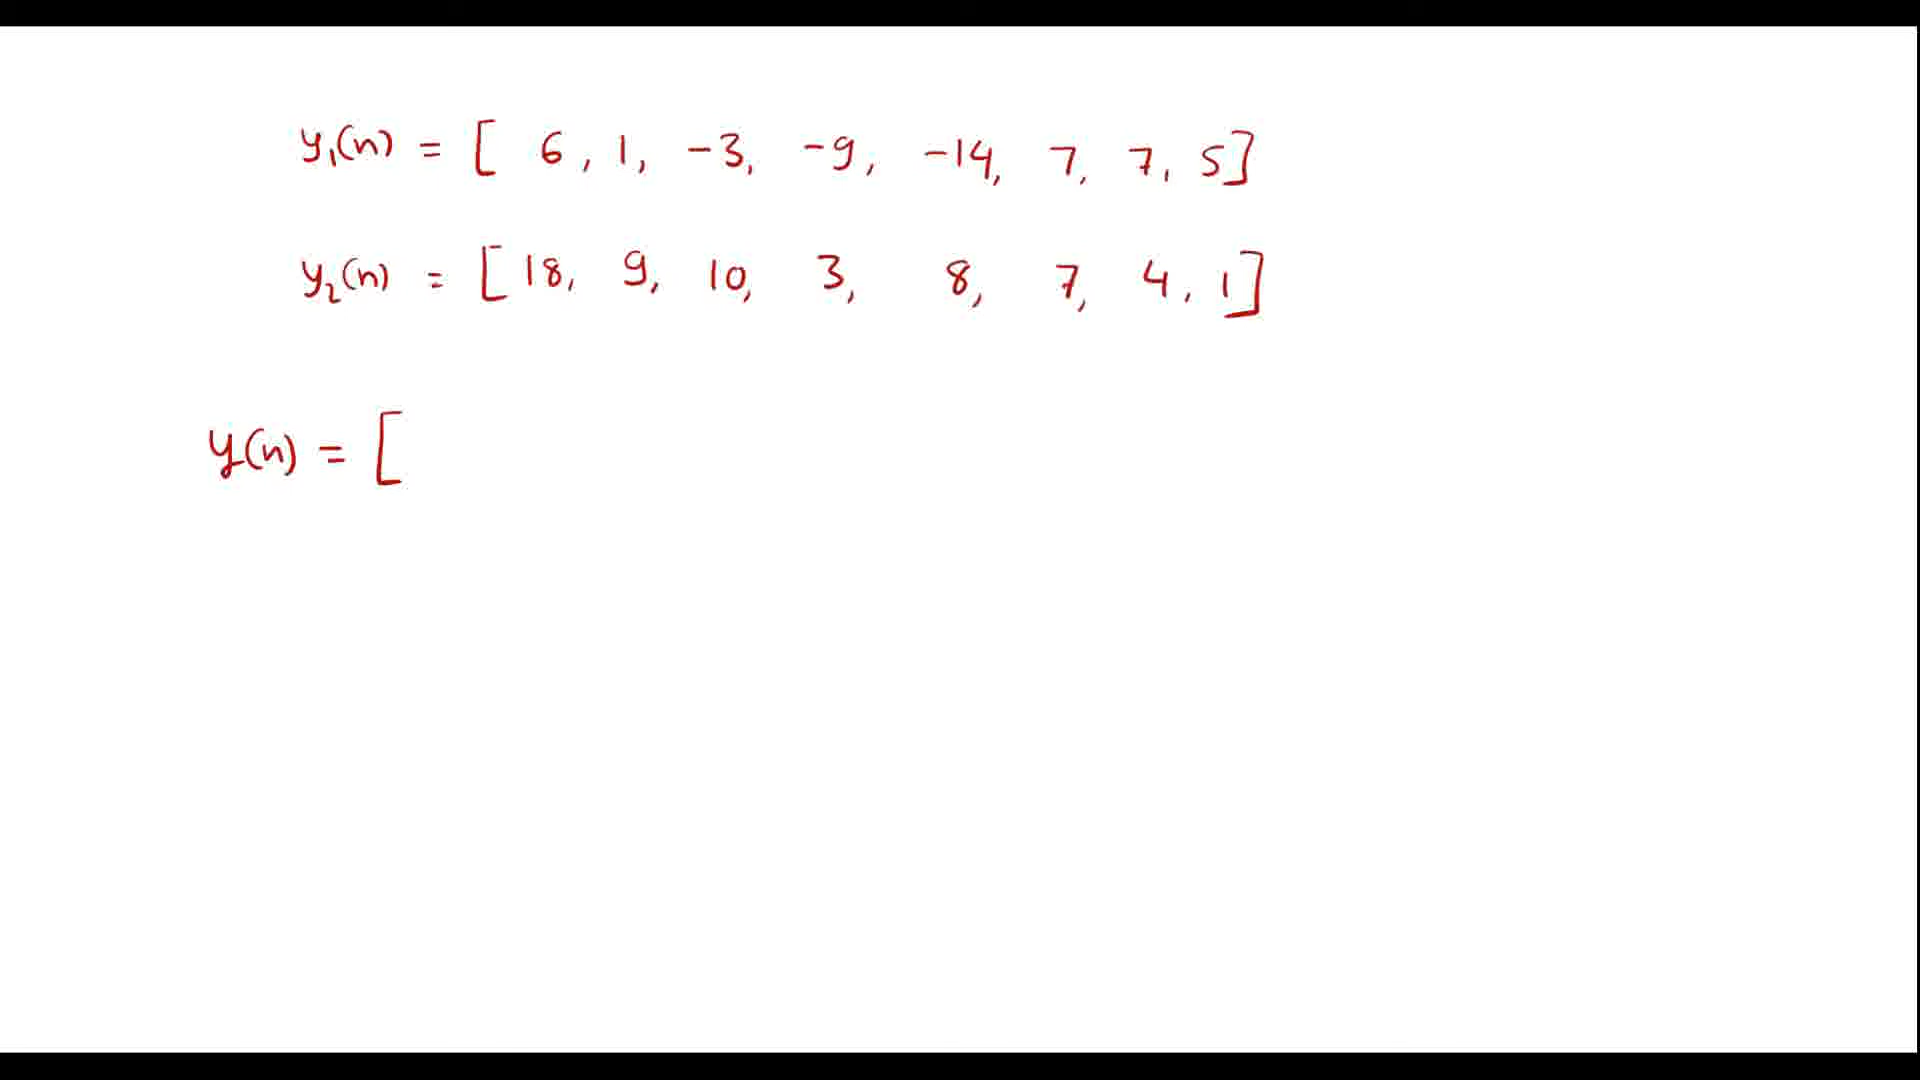 y₁(n) = [ 6, 1, -3, -9, -14, 7, 7, 5]
y₂(n) = [18, 9, 10, 3, 8, 7, 4, 1]
y(n) = [